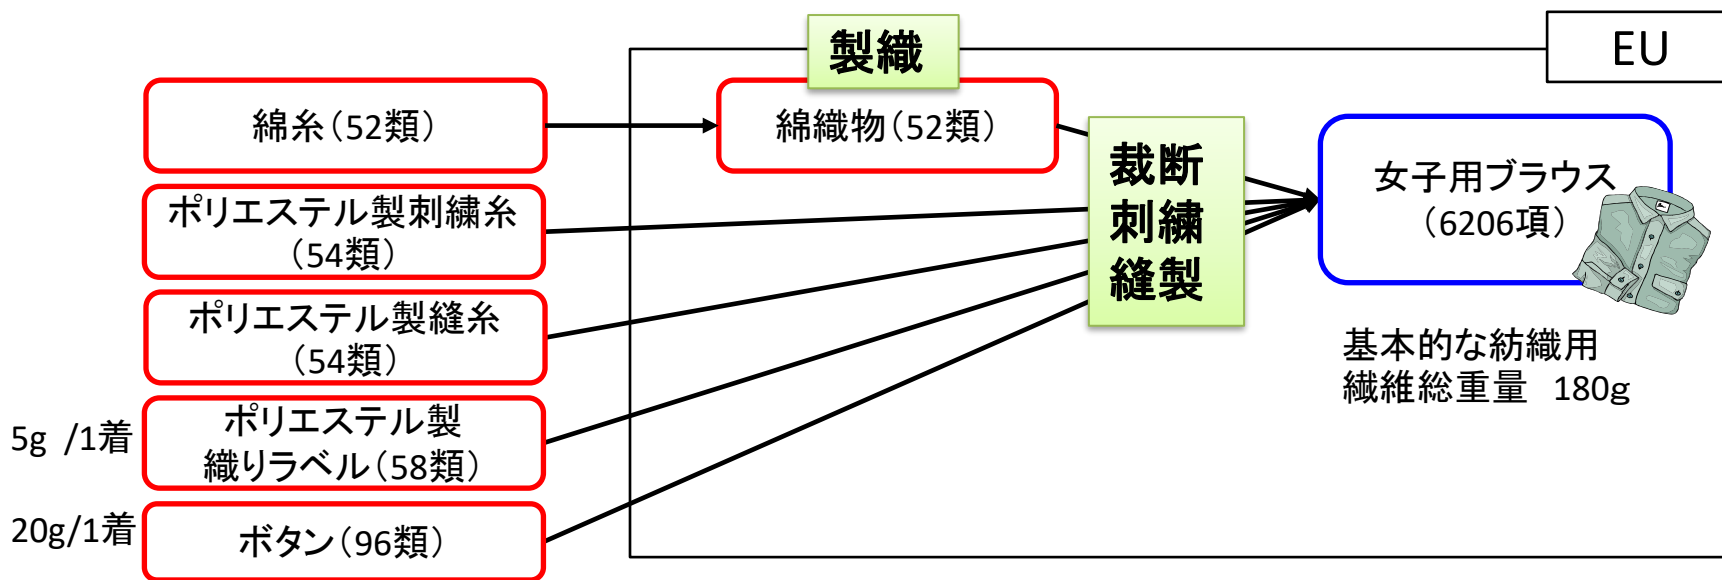 EU
製織
綿糸（52類）
綿織物（52類）
裁断
刺繍
縫製
女子用ブラウス
（6206項）
ポリエステル製刺繍糸
（54類）
ポリエステル製縫糸
（54類）
基本的な紡織用
繊維総重量　180g
5g /1着
ポリエステル製
織りラベル（58類）
20g/1着
ボタン（96類）